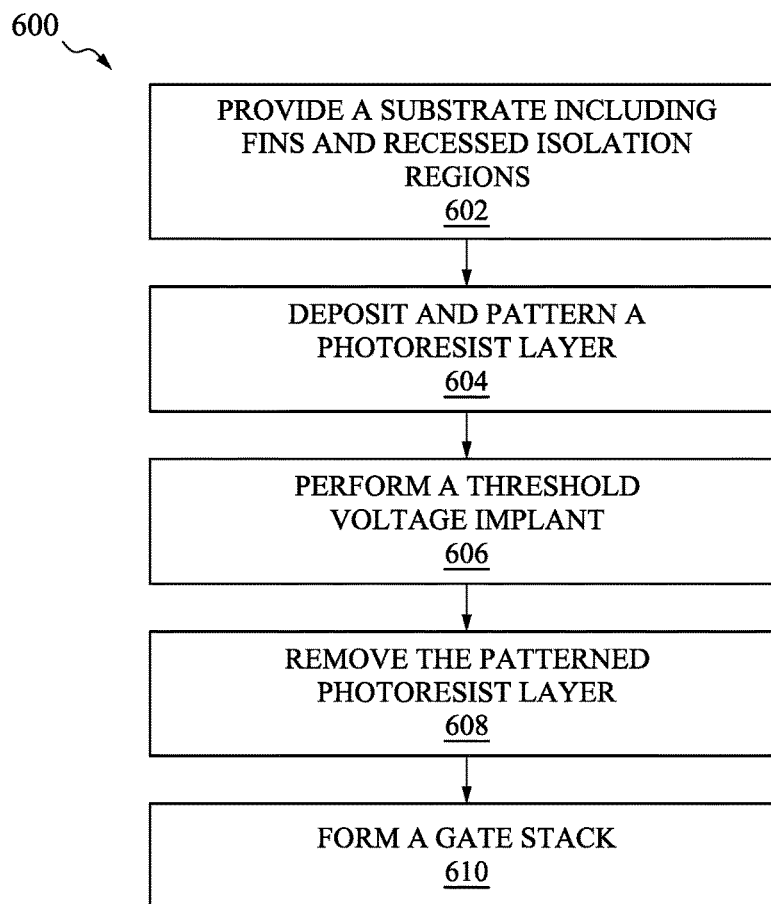 600
PROVIDE A SUBSTRATE INCLUDING
FINS AND RECESSED ISOLATION
REGIONS
602
DEPOSIT AND PATTERN A
PHOTORESIST LAYER
604
PERFORM A THRESHOLD
VOLTAGE IMPLANT
606
REMOVE THE PATTERNED
PHOTORESIST LAYER
608
FORM A GATE STACK
610